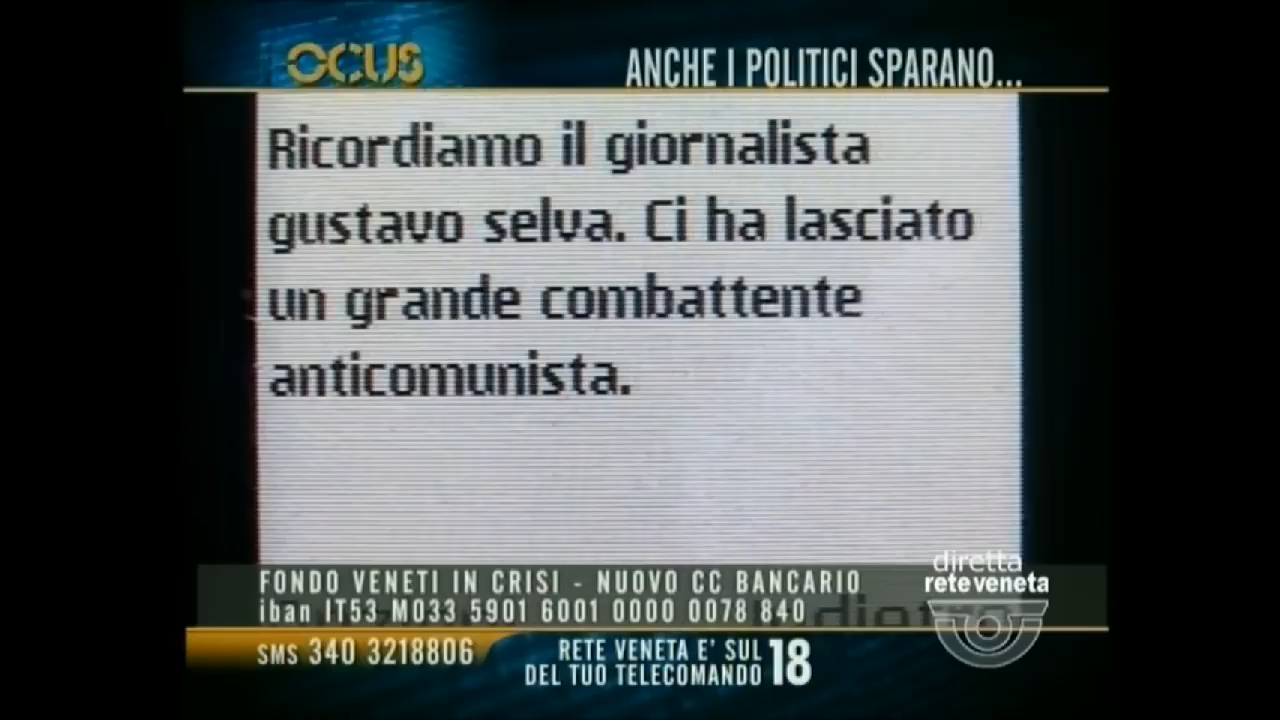 OCUS
ANCHE I POLITICI SPARANO...
Ricordiamo il giornalista
gustavo selva. Ci ha lasciato
un grande combattente
anticomunista.
diretta
reteveneta
FONDO VENETI IN CRISI - NUOVO CC BANCARIO
iban IT53 M033 5901 6001 0000 0078 840
SMS 340 3218806
RETE VENETA E' SUL
DEL TUO TELECOMANDO 18